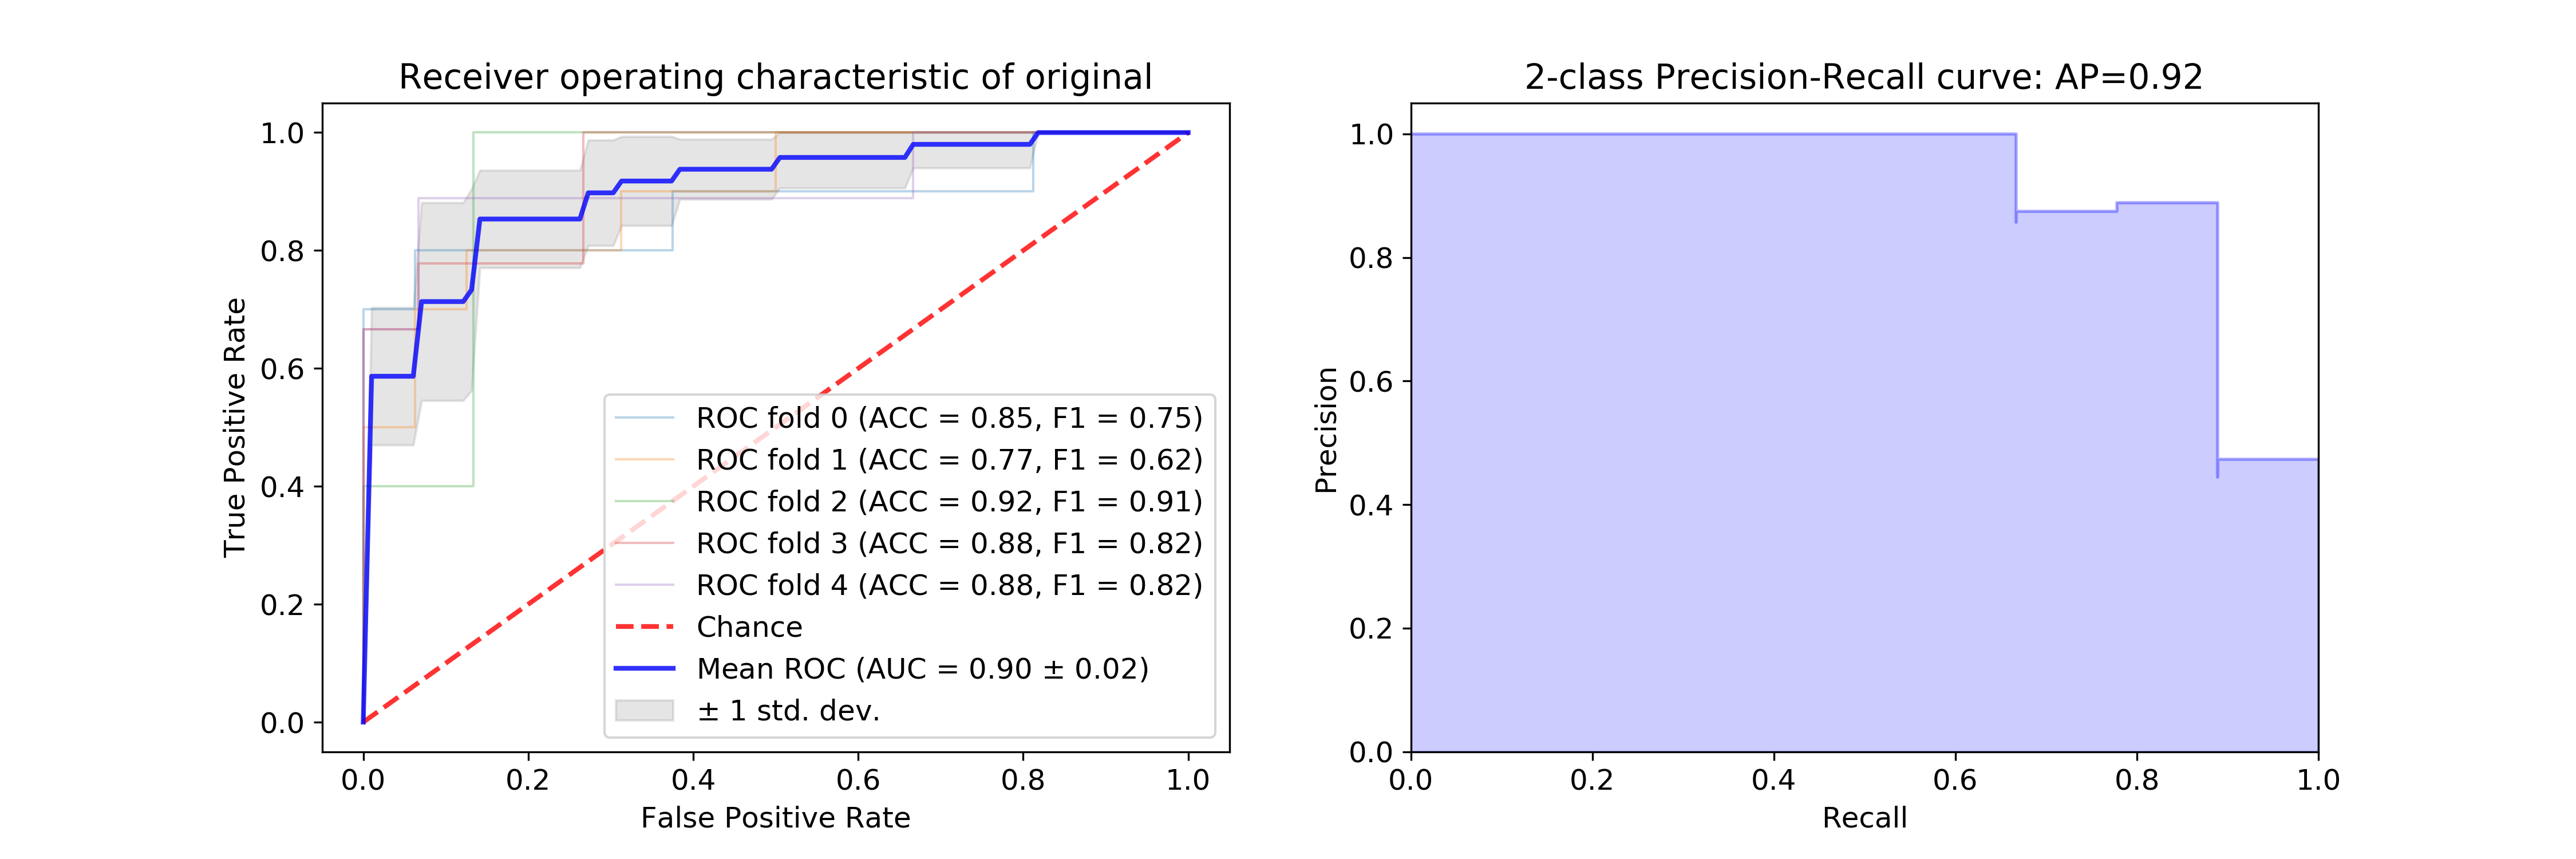 Receiver operating characteristic of original
1.0
0.8
0.6
0.4
0.2
0.0
True Positive Rate
ROC fold 0 (ACC = 0.85, F1 = 0.75)
ROC fold 1 (ACC = 0.77, F1 = 0.62)
ROC fold 2 (ACC = 0.92, F1 = 0.91)
ROC fold 3 (ACC = 0.88, F1 = 0.82)
ROC fold 4 (ACC = 0.88, F1 = 0.82)
Chance
Mean ROC (AUC = 0.90 ± 0.02)
± 1 std. dev.
0.0 0.2 0.4 0.6 0.8 1.0
False Positive Rate
2-class Precision-Recall curve: AP=0.92
1.0
0.8
0.6
0.4
0.2
0.0
Precision
0.0 0.2 0.4 0.6 0.8 1.0
Recall